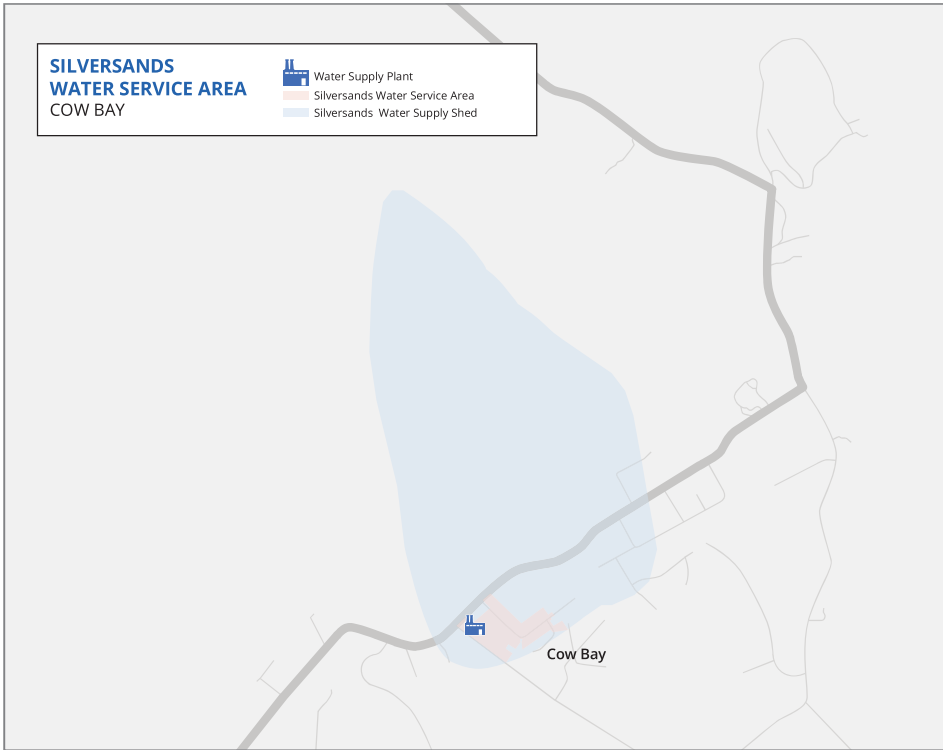 SILVERSANDS
WATER SERVICE AREA
COW BAY
Water Supply Plant
Silversands Water Service Area
Silversands Water Supply Shed
Cow Bay